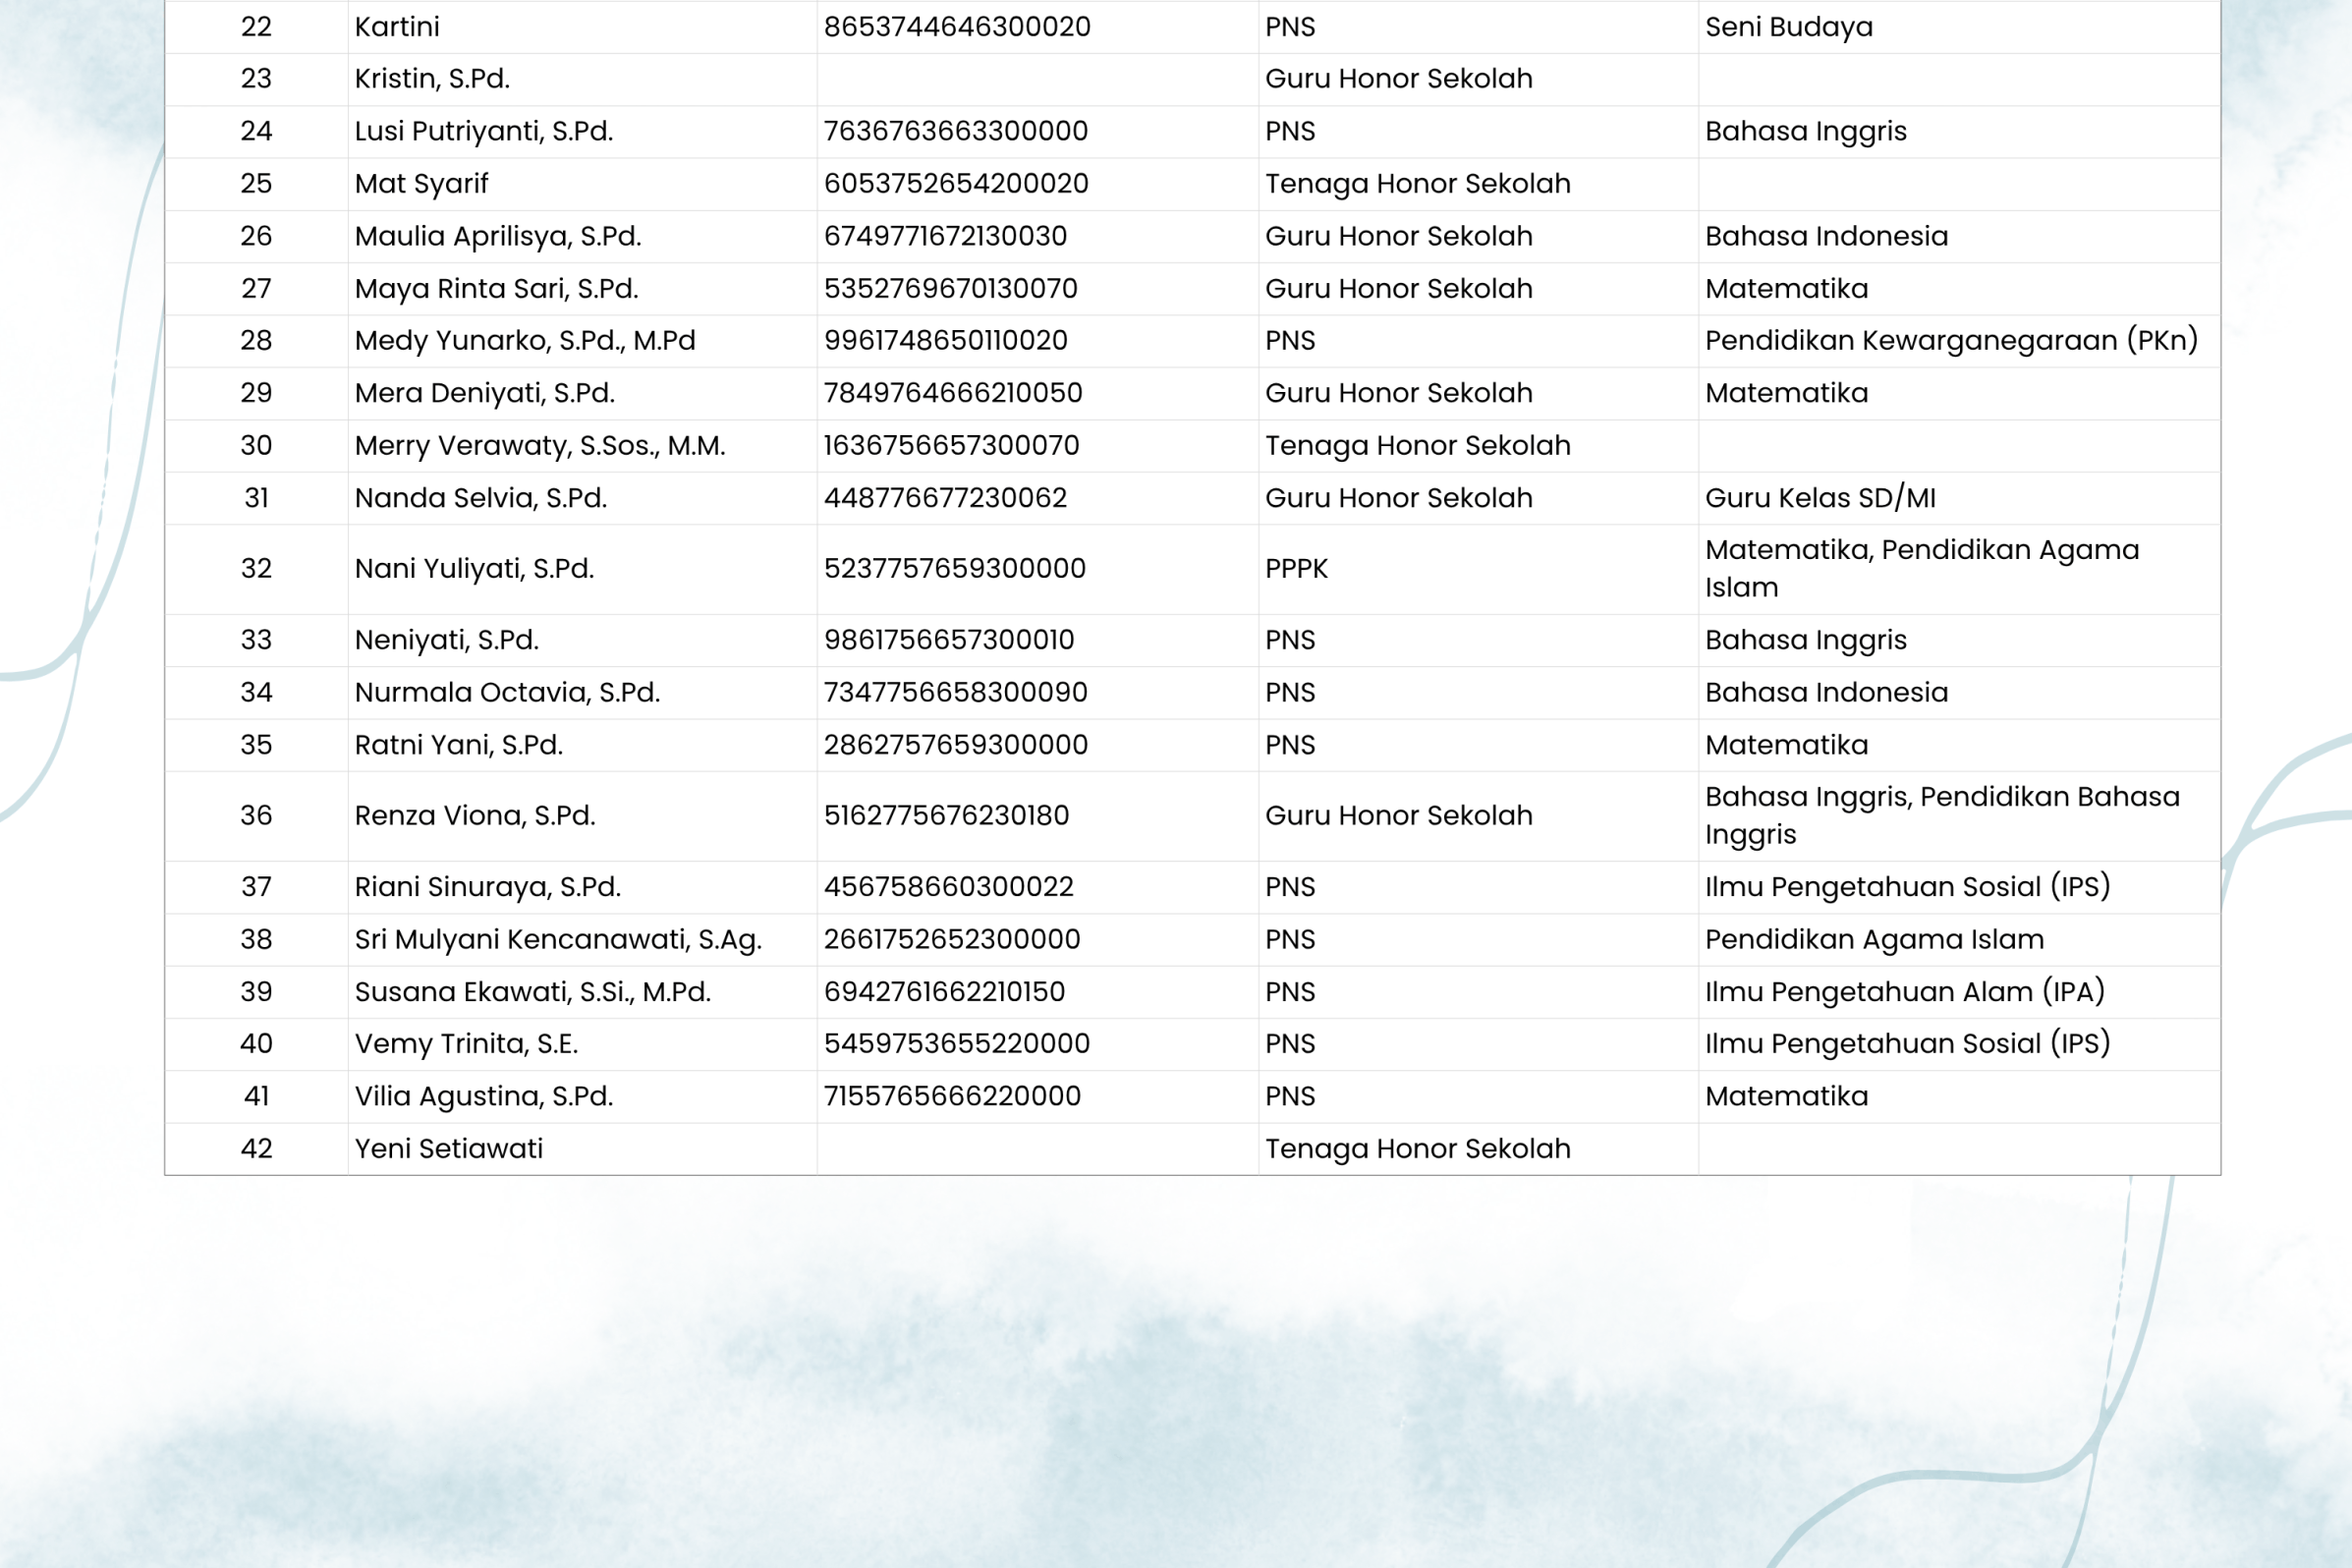 22 Kartini 8653744646300020 PNS Seni Budaya
23 Kristin, S.Pd. Guru Honor Sekolah
24 Lusi Putriyanti, S.Pd. 7636763663300000 PNS Bahasa Inggris
25 Mat Syarif 6053752654200020 Tenaga Honor Sekolah
26 Maulia Aprilisya, S.Pd. 6749771672130030 Guru Honor Sekolah Bahasa Indonesia
27 Maya Rinta Sari, S.Pd. 5352769670130070 Guru Honor Sekolah Matematika
28 Medy Yunarko, S.Pd., M.Pd 9961748650110020 PNS Pendidikan Kewarganegaraan (PKn)
29 Mera Deniyati, S.Pd. 7849764666210050 Guru Honor Sekolah Matematika
30 Merry Verawaty, S.Sos., M.M. 1636756657300070 Tenaga Honor Sekolah
31 Nanda Selvia, S.Pd. 448776677230062 Guru Honor Sekolah Guru Kelas SD/MI
32 Nani Yuliyati, S.Pd. 5237757659300000 PPPK Matematika, Pendidikan Agama
Islam
33 Neniyati, S.Pd. 9861756657300010 PNS Bahasa Inggris
34 Nurmala Octavia, S.Pd. 7347756658300090 PNS Bahasa Indonesia
35 Ratni Yani, S.Pd. 2862757659300000 PNS Matematika
36 Renza Viona, S.Pd. 5162775676230180 Guru Honor Sekolah Bahasa Inggris, Pendidikan Bahasa
Inggris
37 Riani Sinuraya, S.Pd. 456758660300022 PNS Ilmu Pengetahuan Sosial (IPS)
38 Sri Mulyani Kencanawati, S.Ag. 2661752652300000 PNS Pendidikan Agama Islam
39 Susana Ekawati, S.Si., M.Pd. 6942761662210150 PNS Ilmu Pengetahuan Alam (IPA)
40 Vemy Trinita, S.E. 5459753655220000 PNS Ilmu Pengetahuan Sosial (IPS)
41 Vilia Agustina, S.Pd. 7155765666220000 PNS Matematika
42 Yeni Setiawati Tenaga Honor Sekolah